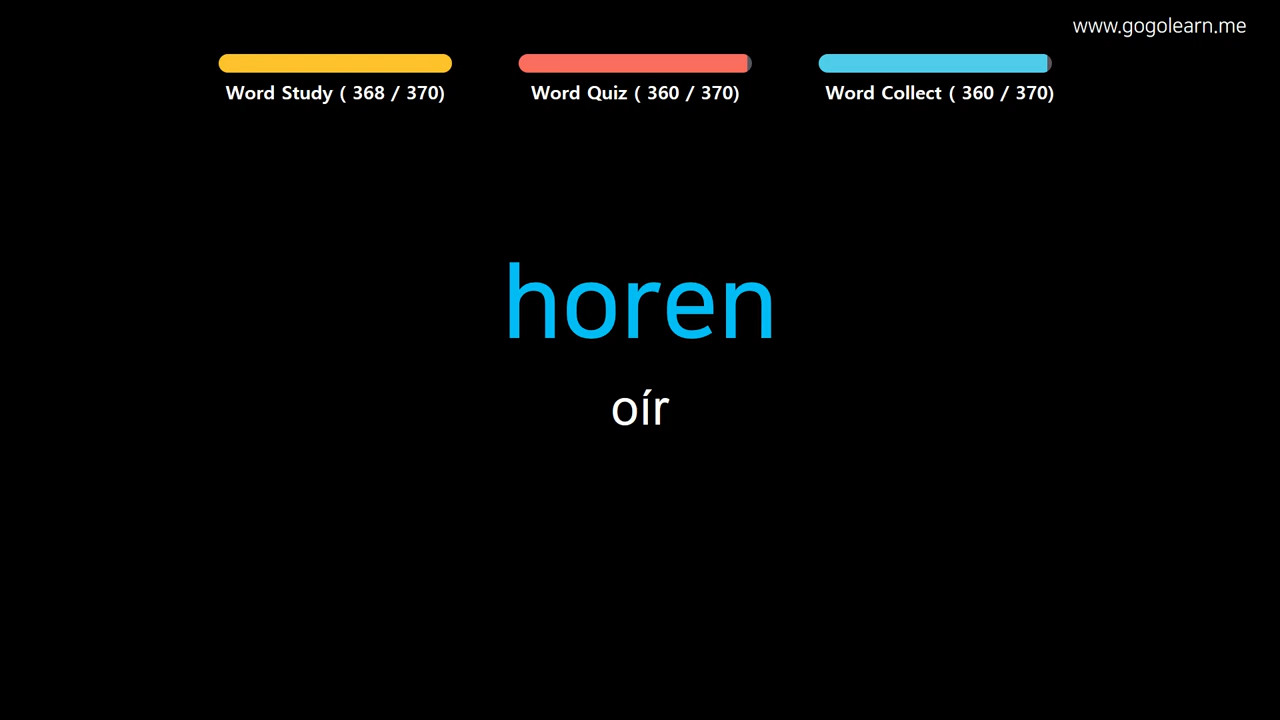 www.gogolearn.me
Word Study ( 368 / 370)
Word Quiz ( 360 / 370)
Word Collect ( 360 / 370)
horen
oír